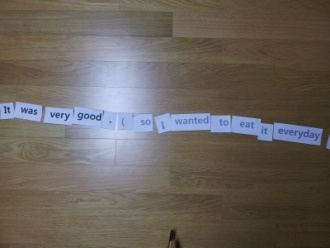 It was very good . ( so I wanted to eat it everyday